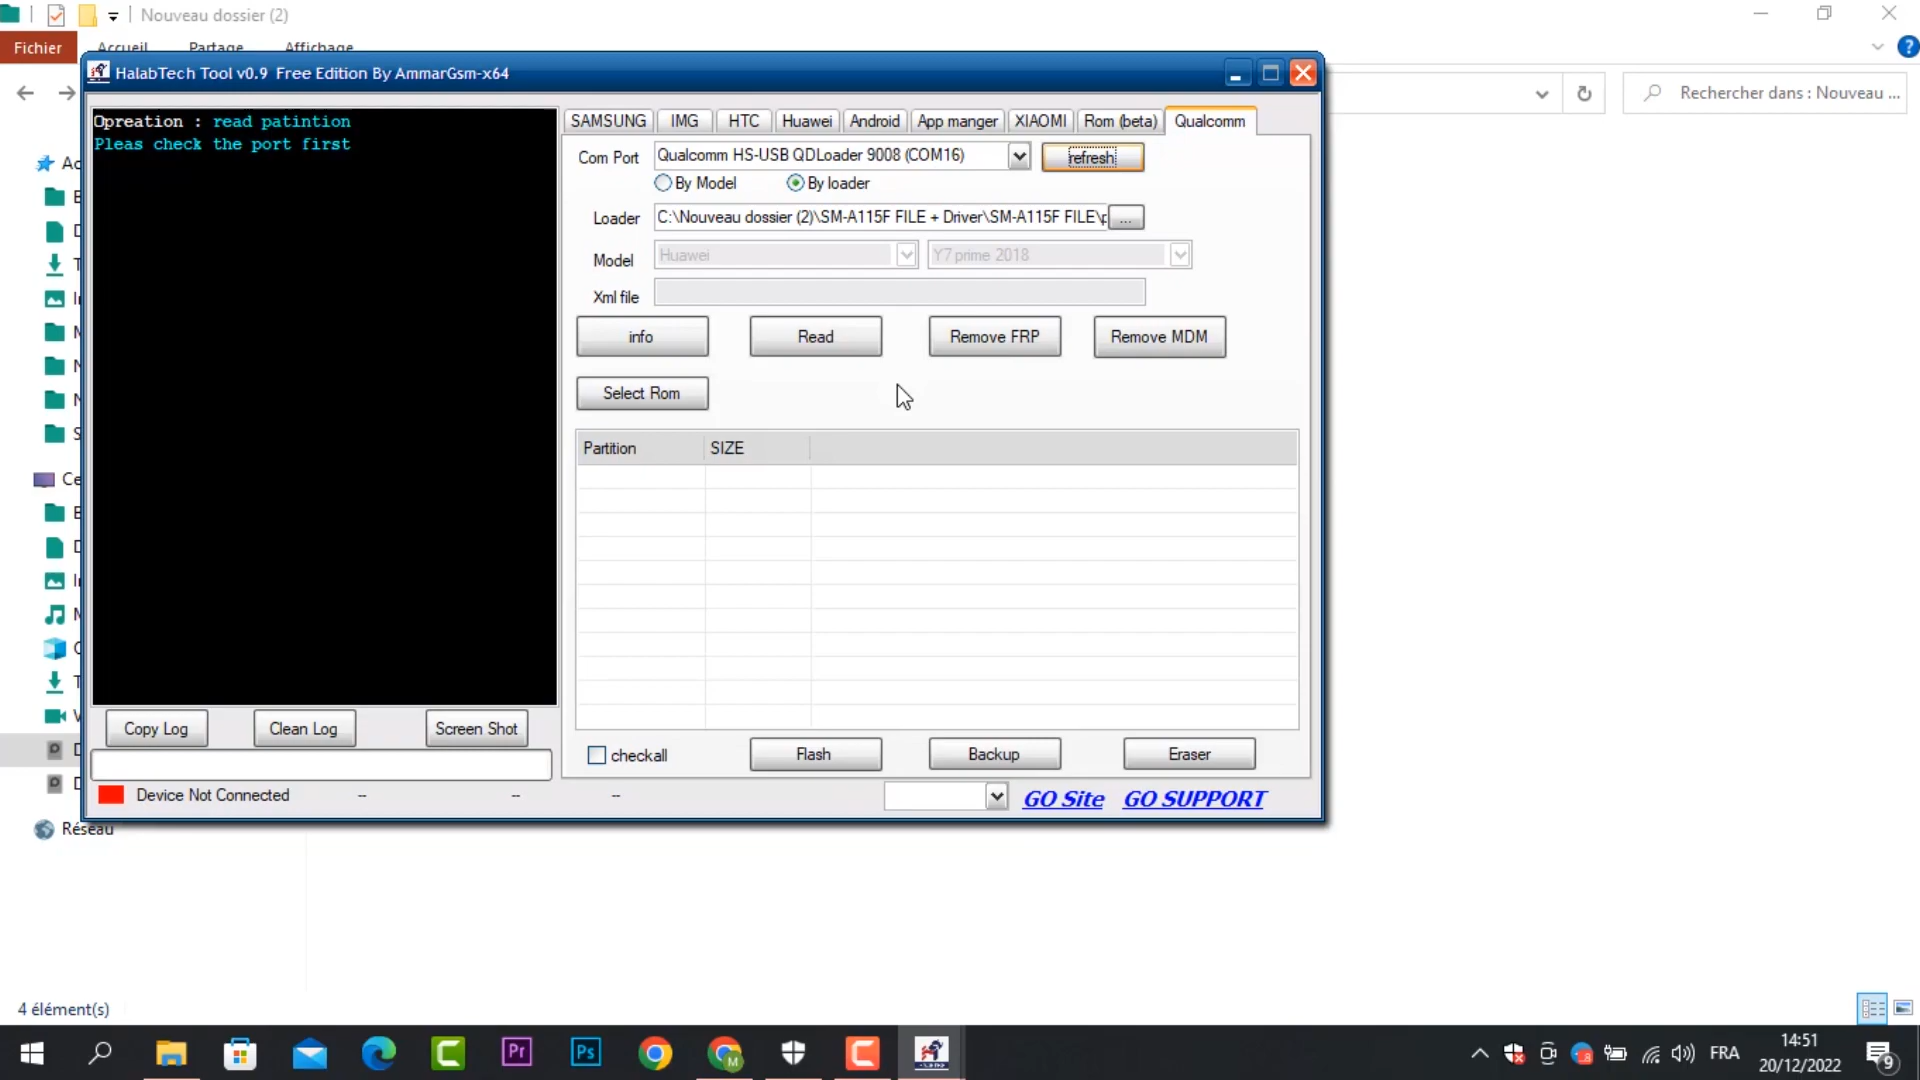 Nouveau dossier (2)
Fichier
Accueil
Partage
Affichage
Rechercher dans : Nouveau ...
HalabTech Tool v0.9 Free Edition By AmmarGsm-x64
Opreation : read patintion
Pleas check the port first
SAMSUNG
IMG
HTC
Huawei
Android
App manger
XIAOMI
Rom (beta)
Qualcomm
Com Port
Qualcomm HS-USB QDLoader 9008 (COM16)
refresh
By Model
By loader
Loader
C:\Nouveau dossier (2)\SM-A115F FILE + Driver\SM-A115F FILE\p
...
Model
Huawei
Y7 prime 2018
Xml file
info
Read
Remove FRP
Remove MDM
Select Rom
Partition
SIZE
Copy Log
Clean Log
Screen Shot
checkall
Flash
Backup
Eraser
Device Not Connected
--
--
--
GO Site
GO SUPPORT
Réseau
4 élément(s)
Pr
Ps
M
FRA
14:51
20/12/2022
9